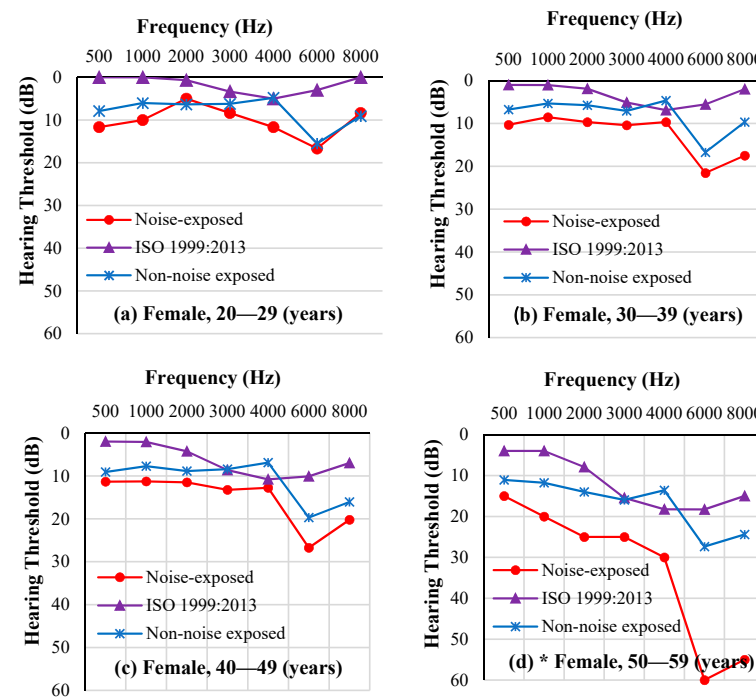 Frequency (Hz)
500 1000 2000 3000 4000 6000 8000
Hearing Threshold (dB)
0
10
20
30
40
50
60
Noise-exposed
ISO 1999:2013
Non-noise exposed
(a) Female, 20—29 (years)
Frequency (Hz)
500 1000 2000 3000 4000 6000 8000
Hearing Threshold (dB)
0
10
20
30
40
50
60
Noise-exposed
ISO 1999:2013
Non-noise exposed
(b) Female, 30—39 (years)
Frequency (Hz)
500 1000 2000 3000 4000 6000 8000
Hearing Threshold (dB)
0
10
20
30
40
50
60
Noise-exposed
ISO 1999:2013
Non-noise exposed
(c) Female, 40—49 (years)
Frequency (Hz)
500 1000 2000 3000 4000 6000 8000
Hearing Threshold (dB)
0
10
20
30
40
50
60
Noise-exposed
ISO 1999:2013
Non-noise exposed
(d) * Female, 50—59 (years)